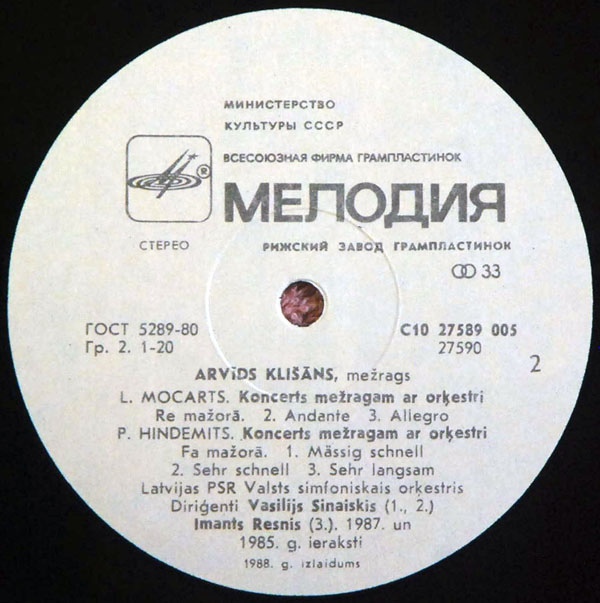 МИНИСТЕРСТВО
КУЛЬТУРЫ СССР
ВСЕСОЮЗНАЯ ФИРМА ГРАМПЛАСТИНОК
®
МЕЛОДИЯ
СТЕРЕО
РИЖСКИЙ ЗАВОД ГРАМПЛАСТИНОК
33
ГОСТ 5289-80
С10 27589 005
Гр. 2. 1-20
27590
2
ARVĪDS KLIŠĀNS, mežrags
L. MOCARTS. Koncerts mežragam ar orķestri
Re mažorā. 2. Andante 3. Allegro
P. HINDEMITS. Koncerts mežragam ar orķestri
Fa mažorā. 1. Mässig schnell
2. Sehr schnell 3. Sehr langsam
Latvijas PSR Valsts simfoniskais orķestris
Diriģenti Vasilijs Sinaiskis (1., 2.)
Imants Resnis (3.). 1987. un
1985. g. ieraksti
1988. g. izlaidums